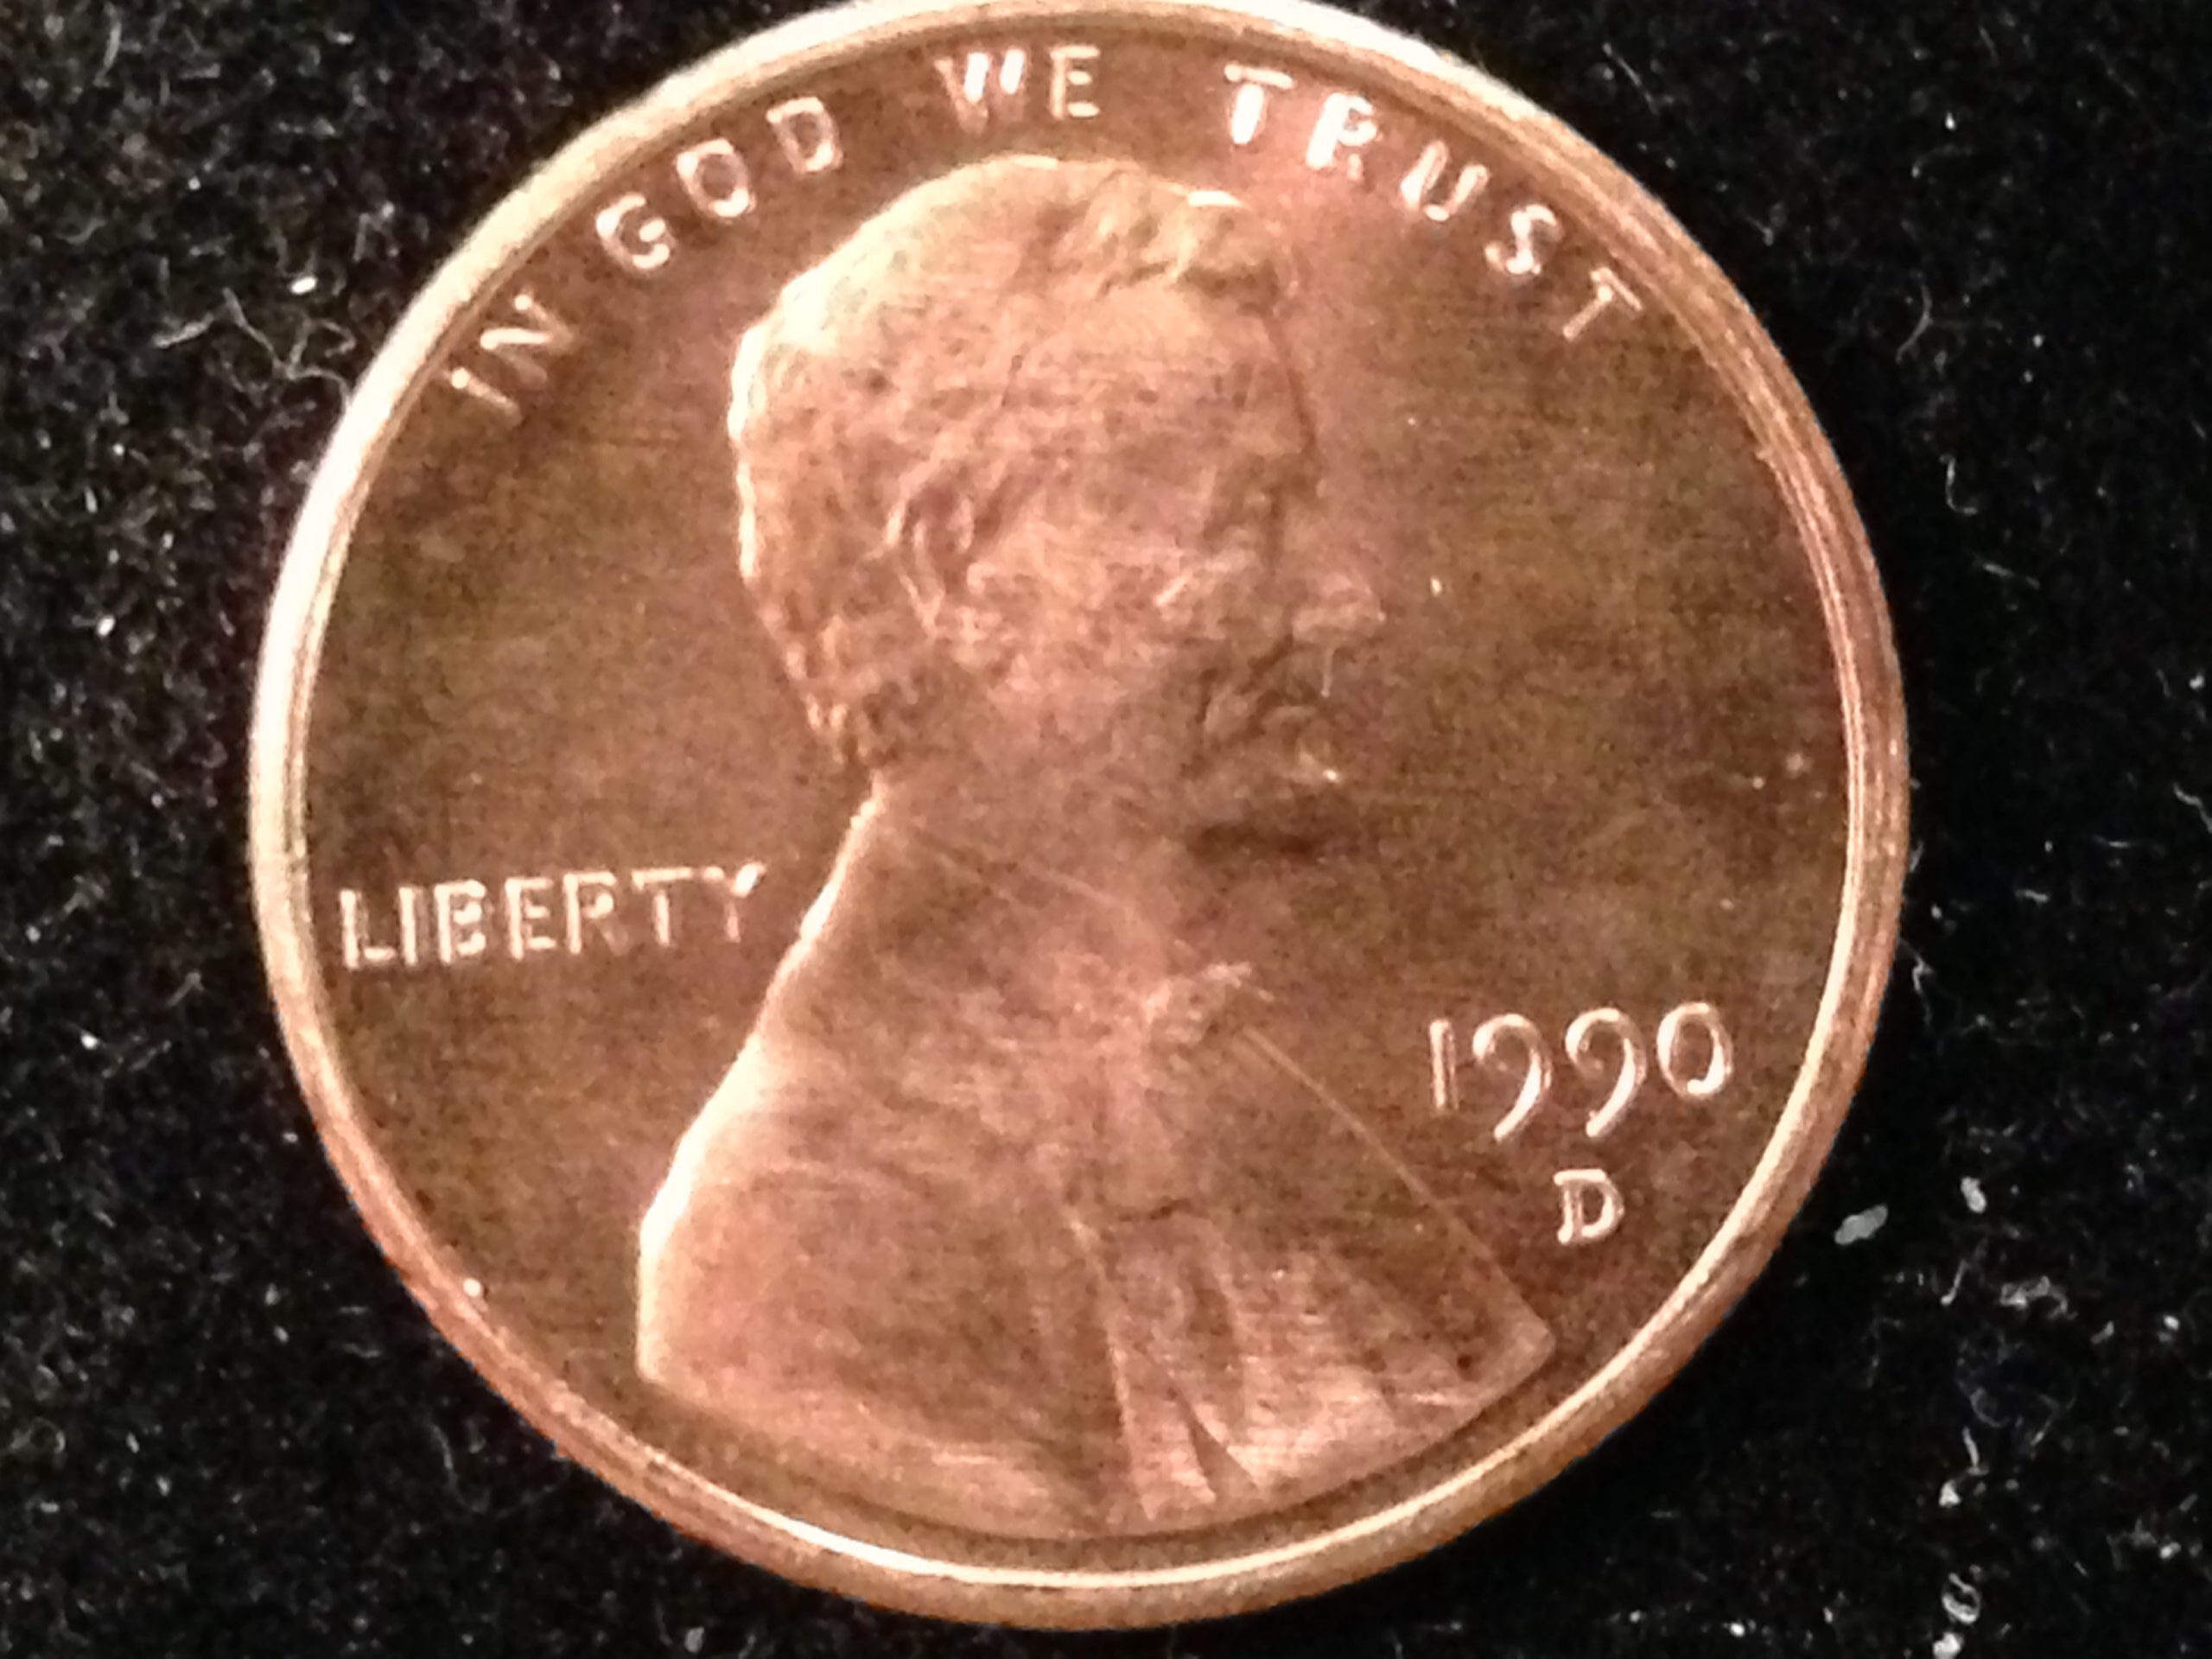 IN GOD WE TRUST
LIBERTY
1990
D